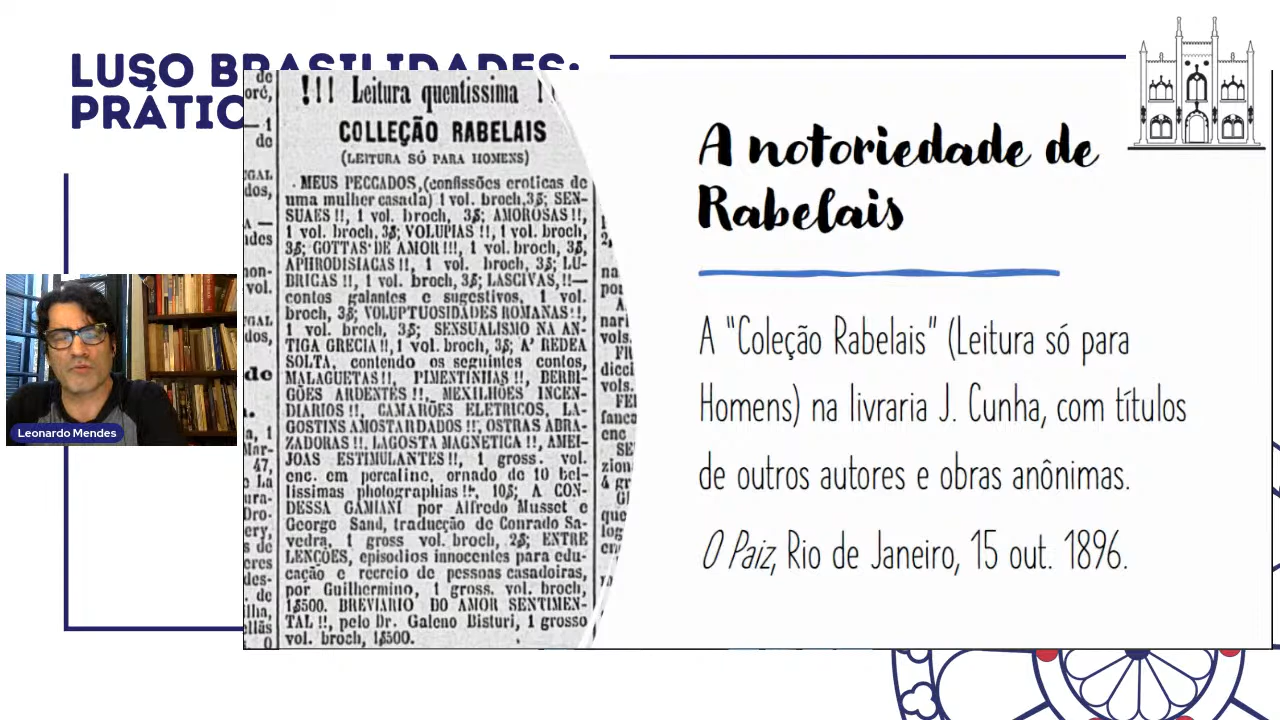 LUSO BRASILIDADES:
PRÁTIC
!!! Leitura quentissima !
COLLEÇÃO RABELAIS
(LEITURA SÓ PARA HOMENS)
MEUS PECCADOS,(confissões eroticas de
uma mulher casada) 1 vol. broch,3$; SEN-
SUAES !!, 1 vol. broch, 3$; AMOROSAS !!,
1 vol. broch, 3$; VOLUPIAS !!, 1 vol. broch,
3$; GOTTAS DE AMOR !!!, 1 vol. broch, 3$,
APHRODISIACAS !!, 1 vol. broch, 3$; LU-
BRIGAS !!, 1 vol. broch, 3$; LASCIVAS,!!—
contos galantes e sugestivos, 1 vol.
broch, 3$; VOLUPTUOSIDADES ROMANAS !!,
1 vol. broch, 3$; SENSUALISMO NA AN-
TIGA GRECIA !!,1 vol. broch, 3$; A' REDEA
SOLTA, contendo os seguintes contos,
MALAGUETAS !!, PIMENTINHAS !!, BERBI-
GÕES ARDENTES !!, MEXILHÕES INCEN-
DIARIOS !!, CAMARÕES ELETRICOS, LA-
GOSTINS AMOSTARDADOS !!, OSTRAS ABRA-
ZADORAS !!, LAGOSTA MAGNETICA !!, AMEI-
JOAS ESTIMULANTES !!, 1 gross. vol.
enc. em percaline, ornado de 10 bel-
lissimas photographias !!, 10$; A CON-
DESSA GAMIANI por Alfredo Musset e
George Sand, traducção de Conrado Sa-
vedra, 1 gross vol. broch, 2$; ENTRE
LENÇÓES, episodios innocentes para edu-
cação e recreio de pessoas casadoiras,
por Guilhermino, 1 gross. vol. broch,
1$500. BREVIARIO DO AMOR SENTIMEN-
TAL !!, pelo Dr. Galeno Bisturi, 1 grosso
vol. broch, 1$500.
A notoriedade de
Rabelais
A "Coleção Rabelais" (Leitura só para
Homens) na livraria J. Cunha, com títulos
de outros autores e obras anônimas.
O Paiz, Rio de Janeiro, 15 out. 1896.
Leonardo Mendes